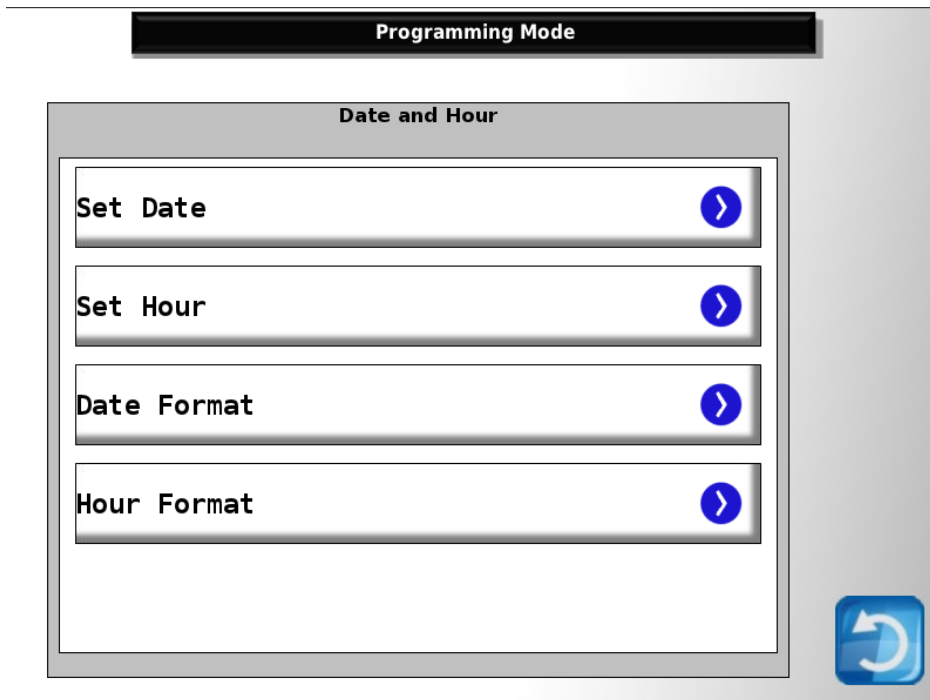 Programming Mode
Date and Hour
Set Date
Set Hour
Date Format
Hour Format